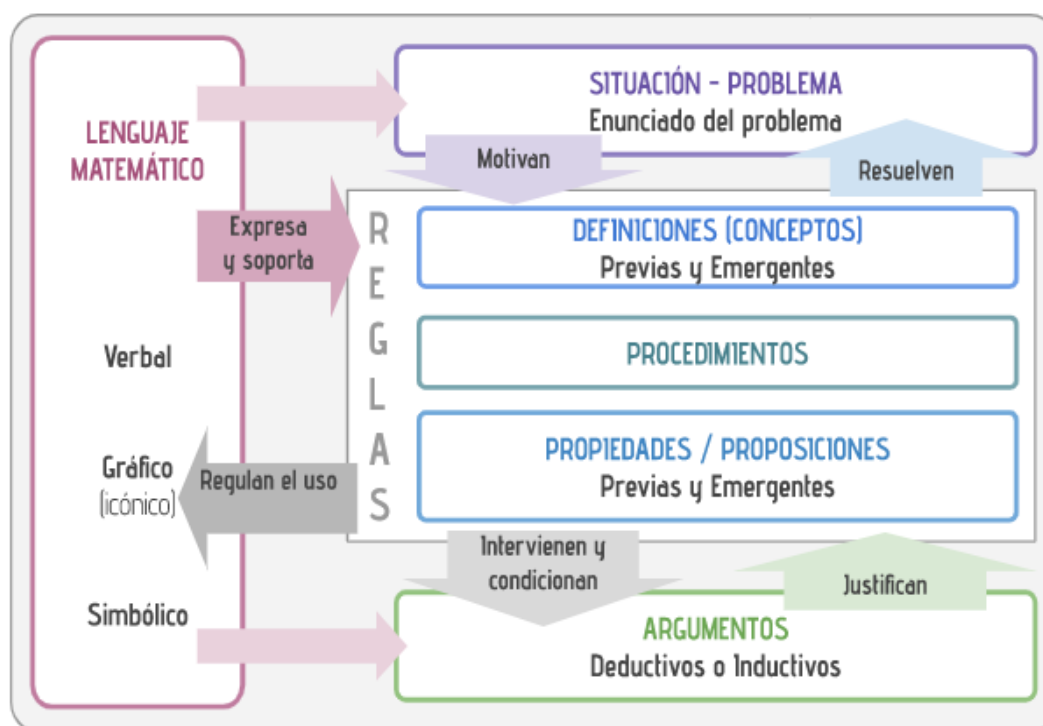 LENGUAJE
MATEMÁTICO
Verbal
Gráfico
(icónico)
Simbólico
Expresa
y soporta
Regulan el uso
SITUACIÓN - PROBLEMA
Enunciado del problema
Motivan
Resuelven
REGLAS
DEFINICIONES (CONCEPTOS)
Previas y Emergentes
PROCEDIMIENTOS
PROPIEDADES / PROPOSICIONES
Previas y Emergentes
Intervienen y
condicionan
Justifican
ARGUMENTOS
Deductivos o Inductivos